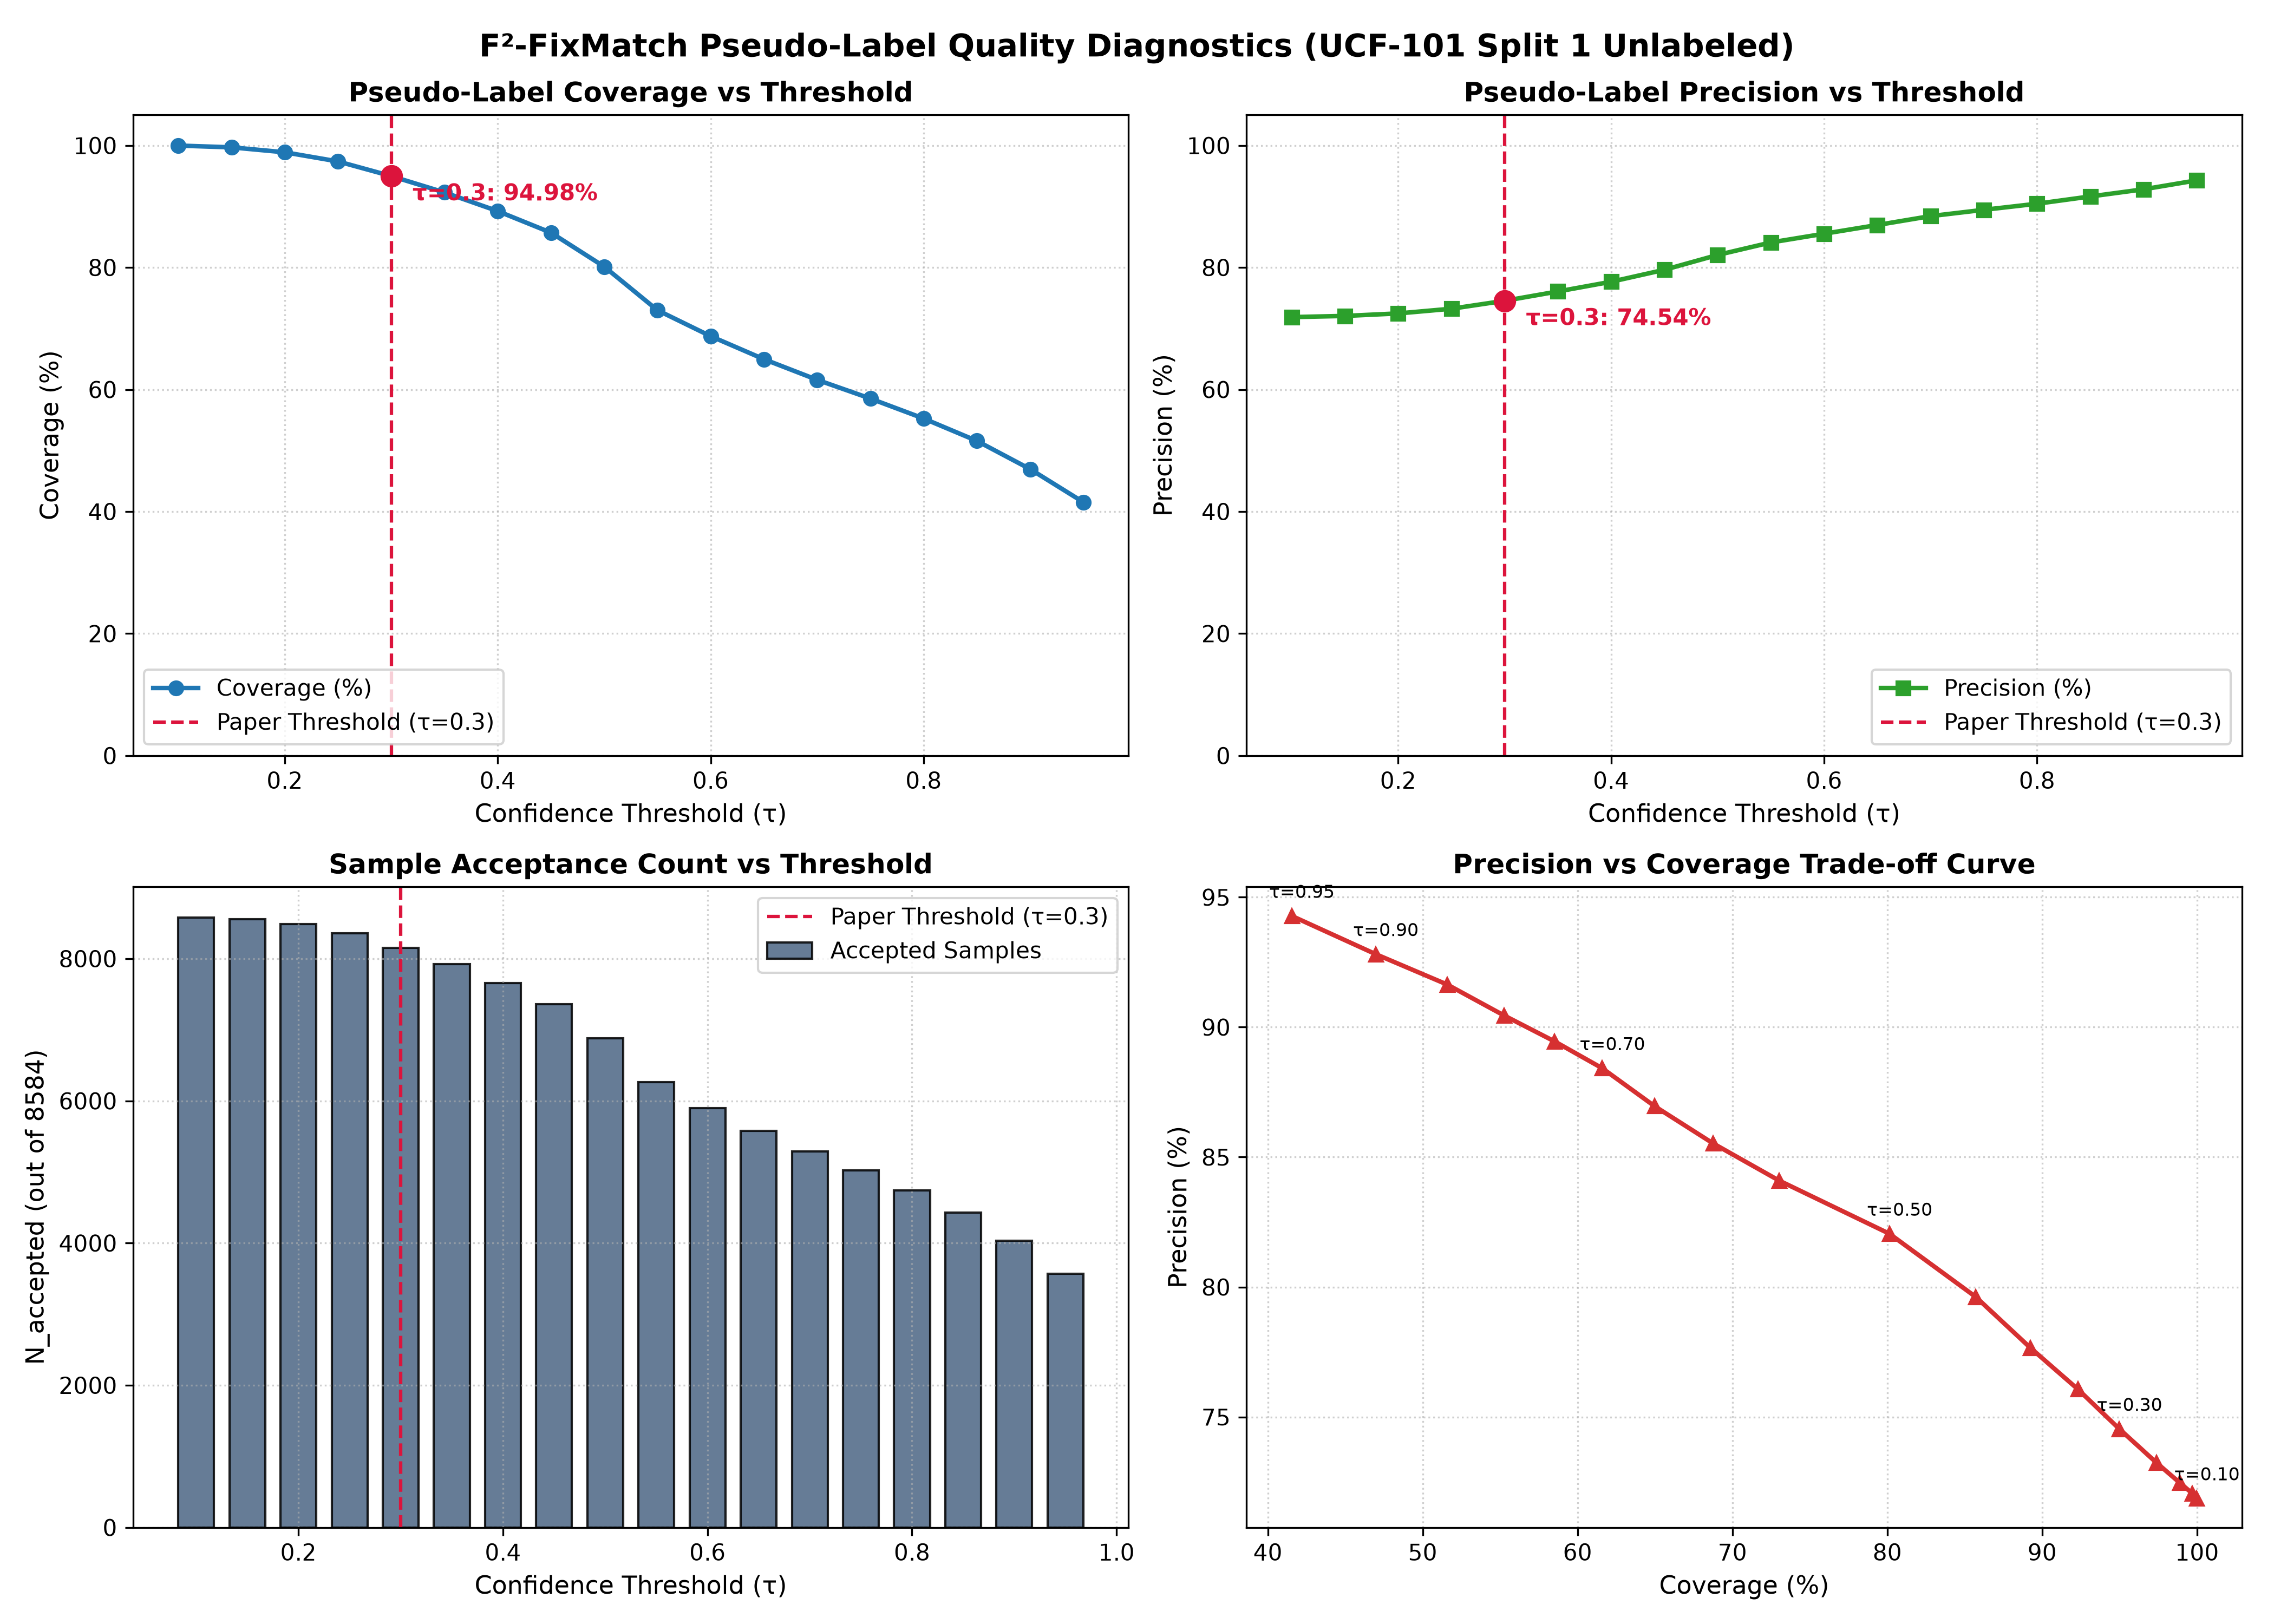 F²-FixMatch Pseudo-Label Quality Diagnostics (UCF-101 Split 1 Unlabeled)
Pseudo-Label Coverage vs Threshold
Coverage (%)
100
80
60
40
20
0
τ=0.3: 94.98%
Coverage (%)
Paper Threshold (τ=0.3)
0.2 0.4 0.6 0.8
Confidence Threshold (τ)
Pseudo-Label Precision vs Threshold
Precision (%)
100
80
60
40
20
0
τ=0.3: 74.54%
Precision (%)
Paper Threshold (τ=0.3)
0.2 0.4 0.6 0.8
Confidence Threshold (τ)
Sample Acceptance Count vs Threshold
N_accepted (out of 8584)
8000
6000
4000
2000
0
Paper Threshold (τ=0.3)
Accepted Samples
0.2 0.4 0.6 0.8 1.0
Confidence Threshold (τ)
Precision vs Coverage Trade-off Curve
Precision (%)
95
90
85
80
75
τ=0.95
τ=0.90
τ=0.70
τ=0.50
τ=0.30
τ=0.10
40 50 60 70 80 90 100
Coverage (%)